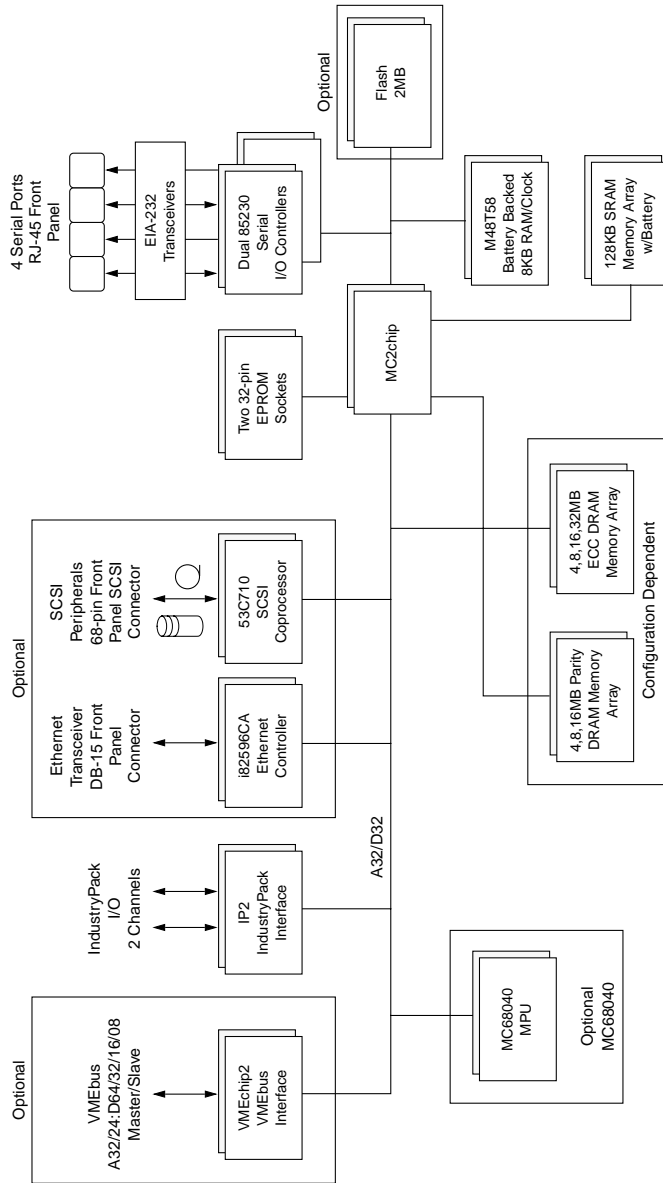 Optional
VMEbus
A32/24:D64/32/16/08
Master/Slave
VMEchip2
VMEbus
Interface
IndustryPack
I/O
2 Channels
IP2
IndustryPack
Interface
Optional
Ethernet
Transceiver
DB-15 Front
Panel
Connector
i82596CA
Ethernet
Controller
SCSI
Peripherals
68-pin Front
Panel SCSI
Connector
53C710
SCSI
Coprocessor
Two 32-pin
EPROM
Sockets
4 Serial Ports
RJ-45 Front
Panel
EIA-232
Transceivers
Dual 85230
Serial
I/O Controllers
Optional
Flash
2MB
A32/D32
MC2chip
MC68040
MPU
Optional
MC68040
4,8,16MB Parity
DRAM Memory
Array
4,8,16,32MB
ECC DRAM
Memory Array
Configuration Dependent
M48T58
Battery Backed
8KB RAM/Clock
128KB SRAM
Memory Array
w/Battery